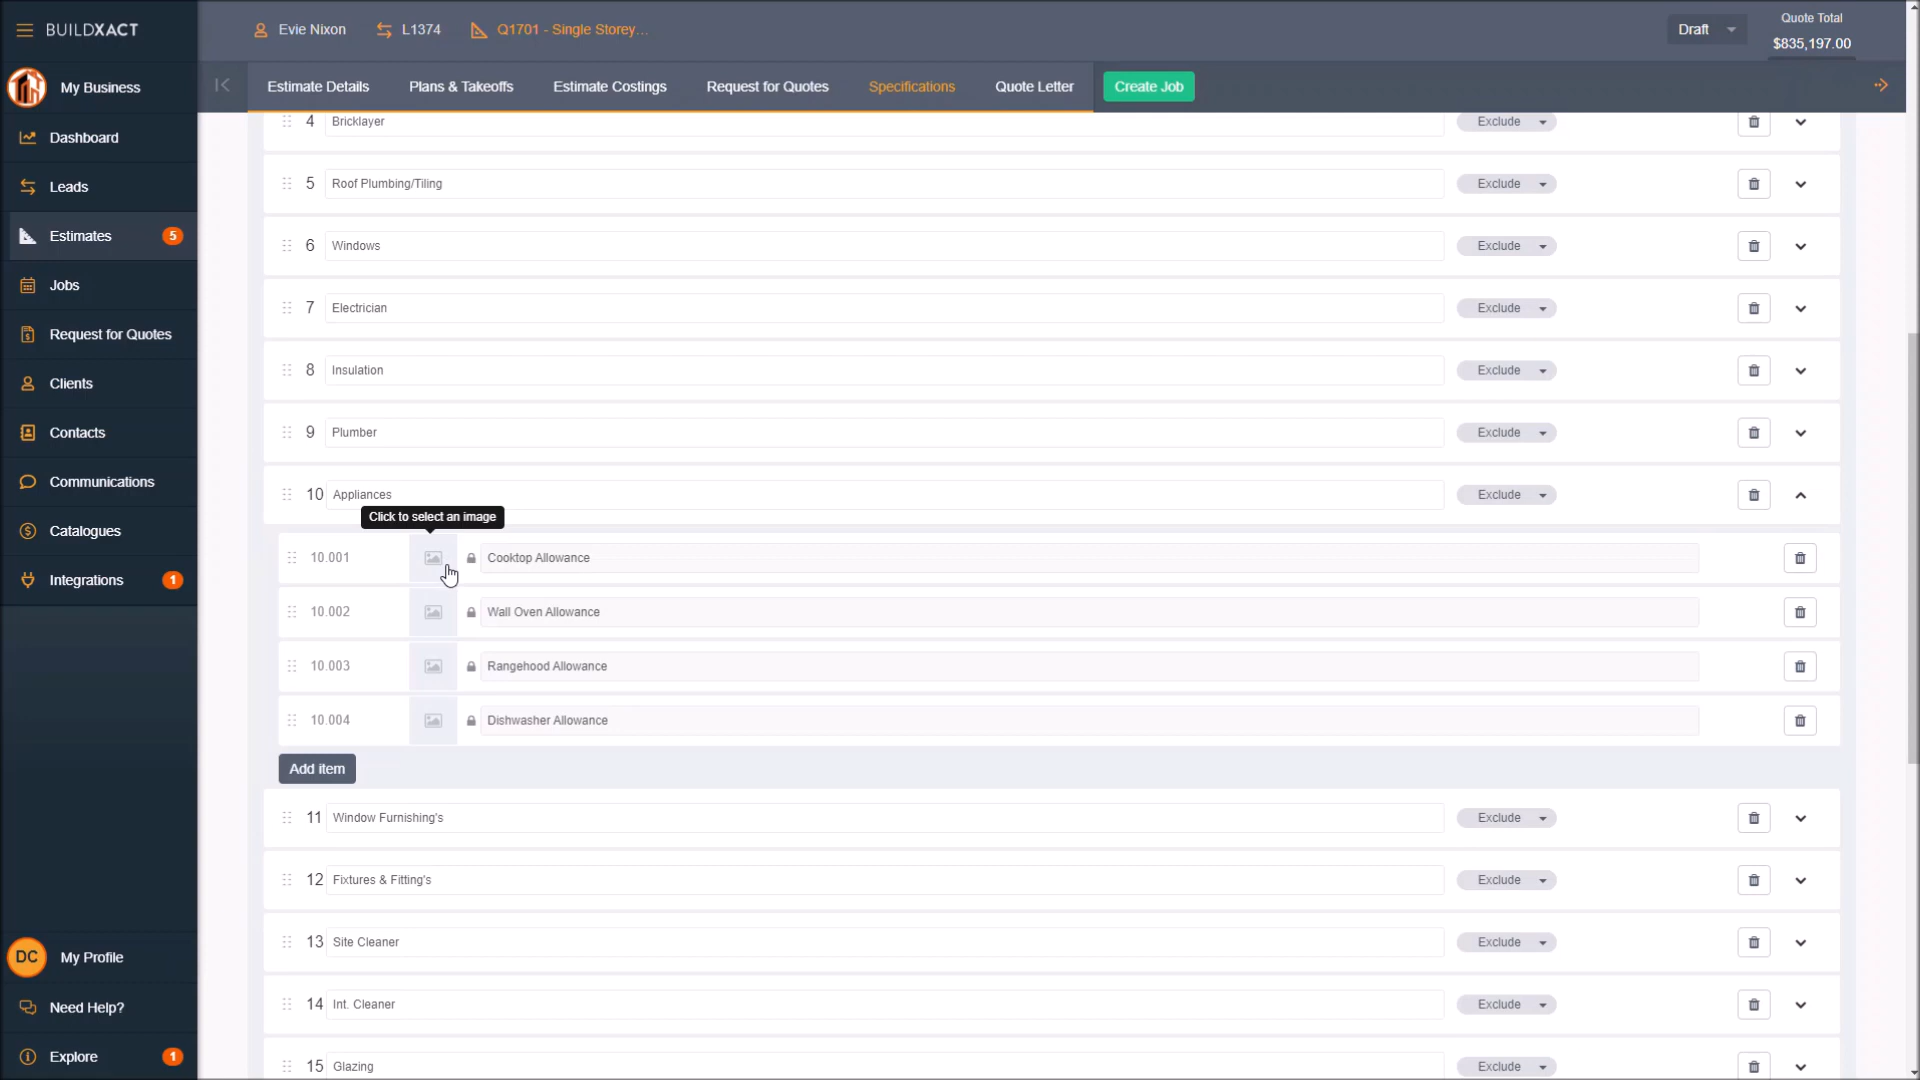 BUILDXACT
Evie Nixon
L1374
Q1701 - Single Storey...
Draft
Quote Total
$835,197.00
My Business
Estimate Details
Plans & Takeoffs
Estimate Costings
Request for Quotes
Specifications
Quote Letter
Create Job
Dashboard
Leads
Estimates 5
Jobs
Request for Quotes
Clients
Contacts
Communications
Catalogues
Integrations 1
DC My Profile
Need Help?
Explore 1
4 Bricklayer Exclude
5 Roof Plumbing/Tiling Exclude
6 Windows Exclude
7 Electrician Exclude
8 Insulation Exclude
9 Plumber Exclude
10 Appliances Exclude
Click to select an image
10.001 Cooktop Allowance
10.002 Wall Oven Allowance
10.003 Rangehood Allowance
10.004 Dishwasher Allowance
Add item
11 Window Furnishing's Exclude
12 Fixtures & Fitting's Exclude
13 Site Cleaner Exclude
14 Int. Cleaner Exclude
15 Glazing Exclude